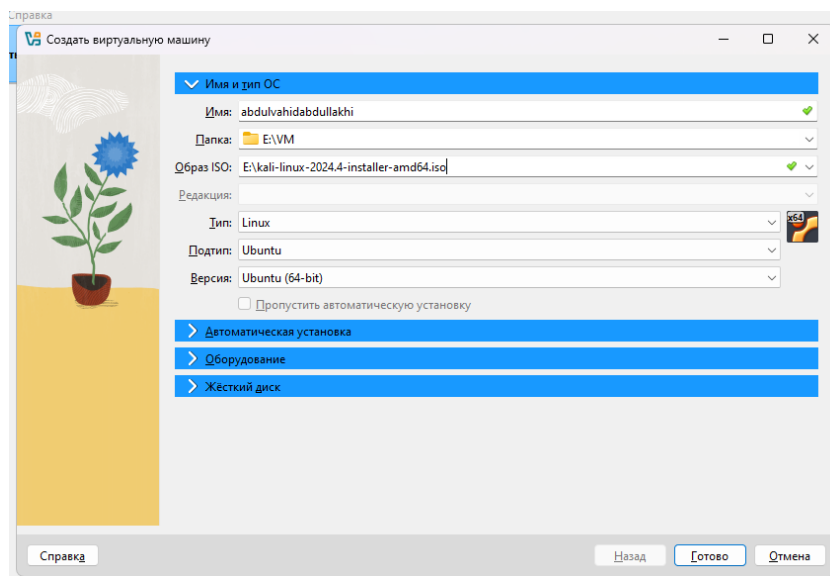 Справка
Создать виртуальную машину
Имя и тип ОС
Имя: abdulvahidabdullakhi
Папка: E:\VM
Образ ISO: E:\kali-linux-2024.4-installer-amd64.iso
Редакция:
Тип: Linux
x64
Подтип: Ubuntu
Версия: Ubuntu (64-bit)
Пропустить автоматическую установку
Автоматическая установка
Оборудование
Жёсткий диск
Справка
Назад Готово Отмена